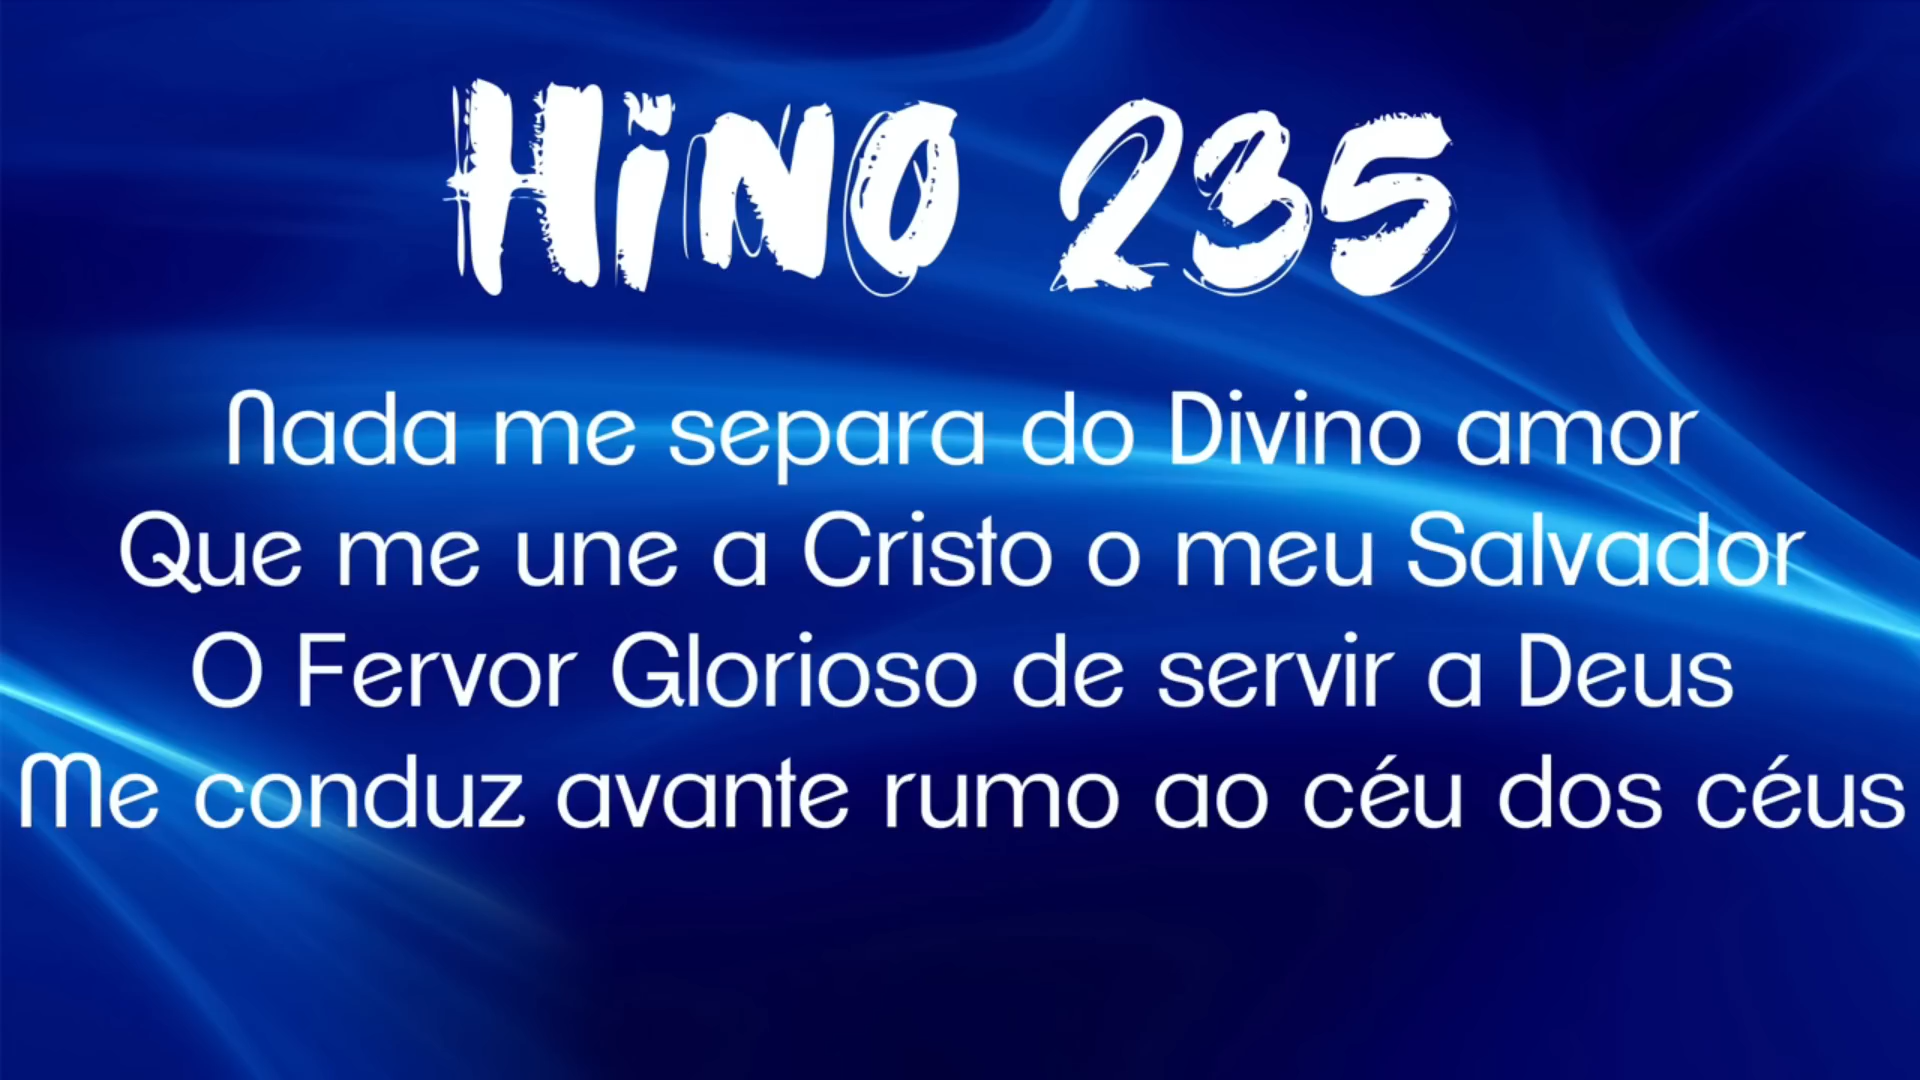 Hino 235
Nada me separa do Divino amor
Que me une a Cristo o meu Salvador
O Fervor Glorioso de servir a Deus
Me conduz avante rumo ao céu dos céus